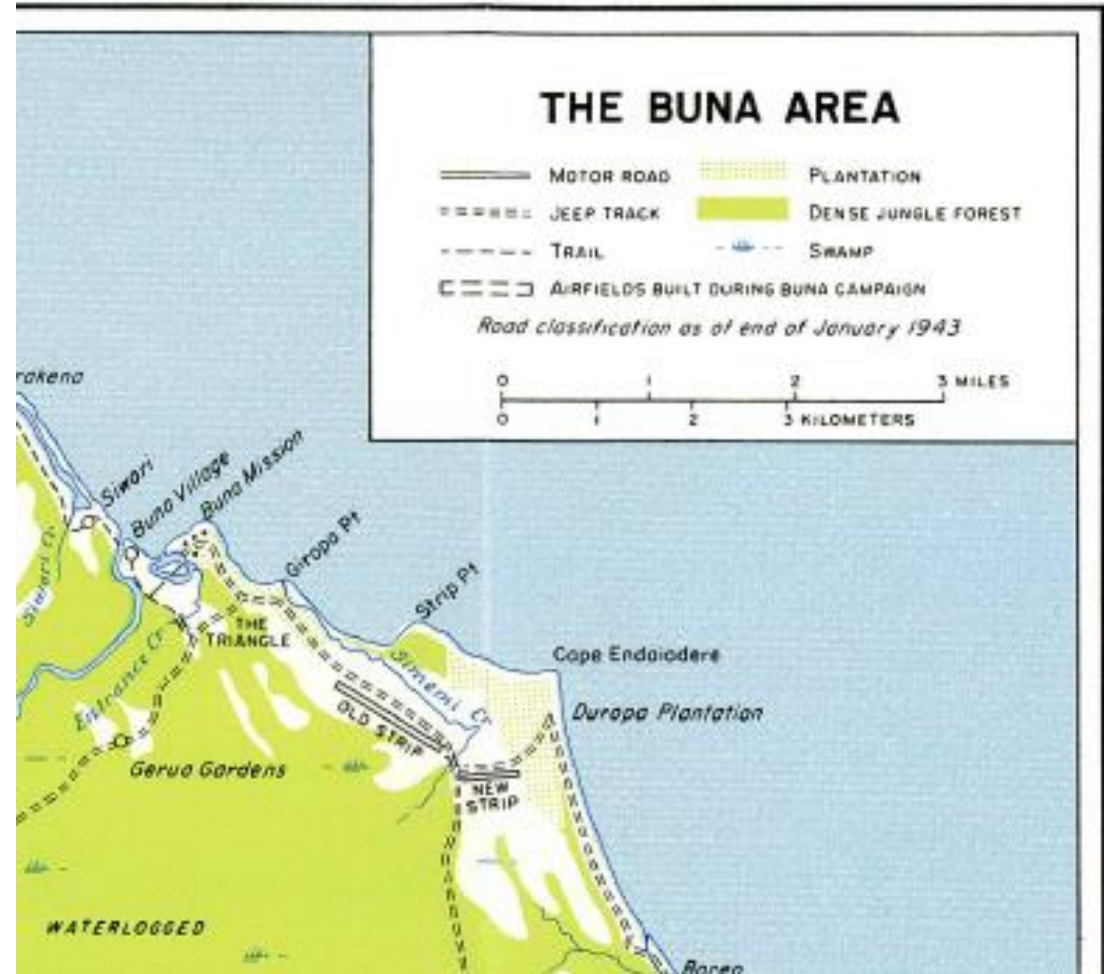 THE BUNA AREA
MOTOR ROAD
PLANTATION
JEEP TRACK
DENSE JUNGLE FOREST
TRAIL
SWAMP
AIRFIELDS BUILT DURING BUNA CAMPAIGN
Road classification as of end of January 1943
0 1 2 3 MILES
0 1 2 3 KILOMETERS
rakena
Siwori
Buna Village
Buna Mission
Giropa Pt
Siwori Cr
Strip Pt
THE
TRIANGLE
Cape Endaiadere
Entrance Cr
Simemi Cr
Duropa Plantation
OLD STRIP
Gerua Gardens
NEW
STRIP
WATERLOGGED
Boreo